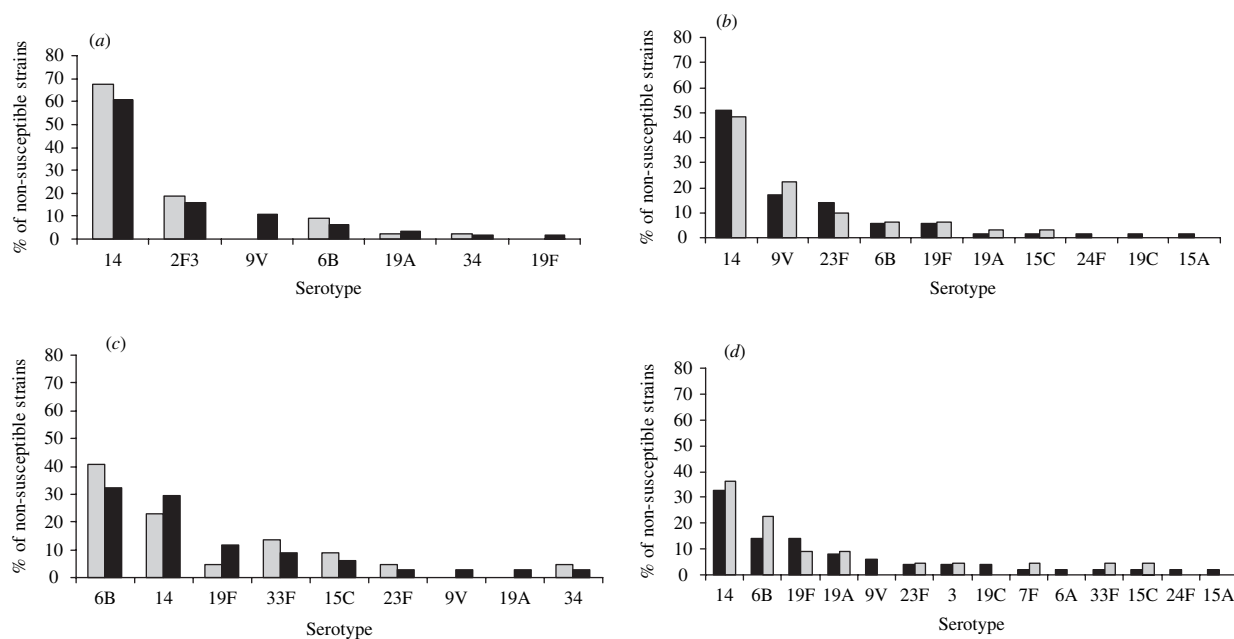 (a)
% of non-susceptible strains
80
70
60
50
40
30
20
10
0
14 2F3 9V 6B 19A 34 19F
Serotype
(b)
% of non-susceptible strains
80
70
60
50
40
30
20
10
0
14 9V 23F 6B 19F 19A 15C 24F 19C 15A
Serotype
(c)
% of non-susceptible strains
80
70
60
50
40
30
20
10
0
6B 14 19F 33F 15C 23F 9V 19A 34
Serotype
(d)
% of non-susceptible strains
80
70
60
50
40
30
20
10
0
14 6B 19F 19A 9V 23F 3 19C 7F 6A 33F 15C 24F 15A
Serotype